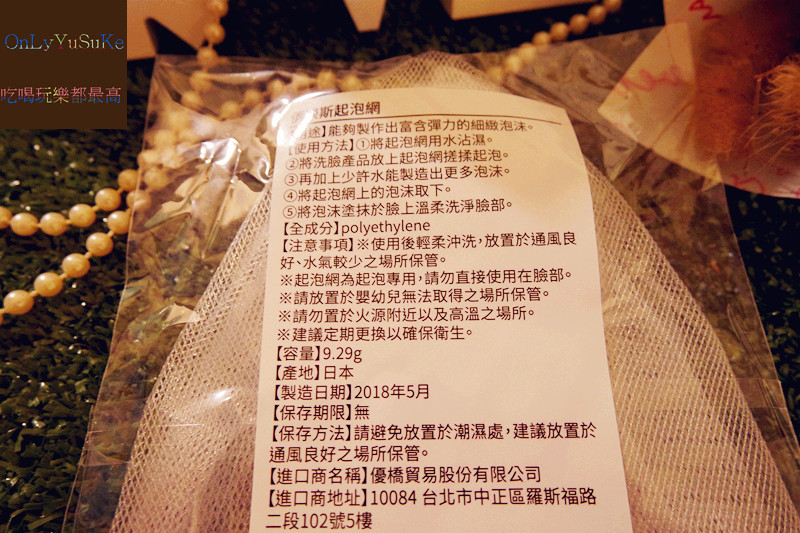 OnLyYuSuKe
吃喝玩樂都最高
斯起泡網
途】能夠製作出富含彈力的細緻泡沫。
【使用方法】①將起泡網用水沾濕。
②將洗臉產品放上起泡網搓揉起泡。
③再加上少許水能製造出更多泡沫。
④將起泡網上的泡沫取下。
⑤將泡沫塗抹於臉上溫柔洗淨臉部。
【全成分】polyethylene
【注意事項】※使用後輕柔沖洗，放置於通風良
好、水氣較少之場所保管。
※起泡網為起泡專用，請勿直接使用在臉部。
※請放置於嬰幼兒無法取得之場所保管。
※請勿置於火源附近以及高溫之場所。
※建議定期更換以確保衛生。
【容量】9.29g
【產地】日本
【製造日期】2018年5月
【保存期限】無
【保存方法】請避免放置於潮濕處，建議放置於
通風良好之場所保管。
【進口商名稱】優橋貿易股份有限公司
【進口商地址】10084 台北市中正區羅斯福路
二段102號5樓